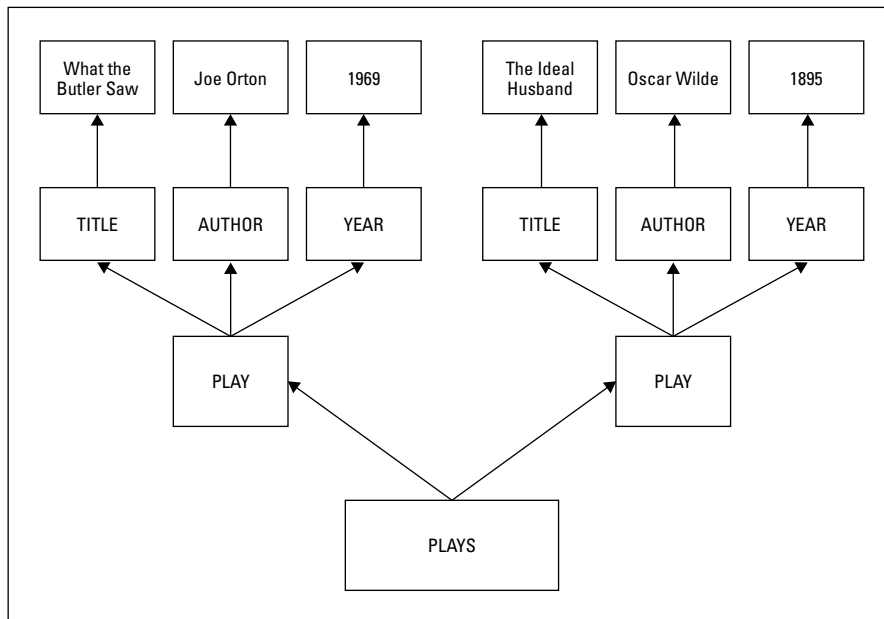 What the
Butler Saw
Joe Orton
1969
The Ideal
Husband
Oscar Wilde
1895
TITLE
AUTHOR
YEAR
TITLE
AUTHOR
YEAR
PLAY
PLAY
PLAYS